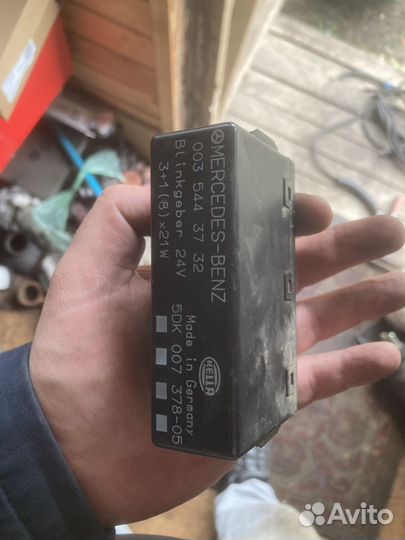 MERCEDES-BENZ
003 544 37 32
Blinkgeber 24V
3+1(8)×21W
HELLA
Made in Germany
5DK 007 378-05
Avito